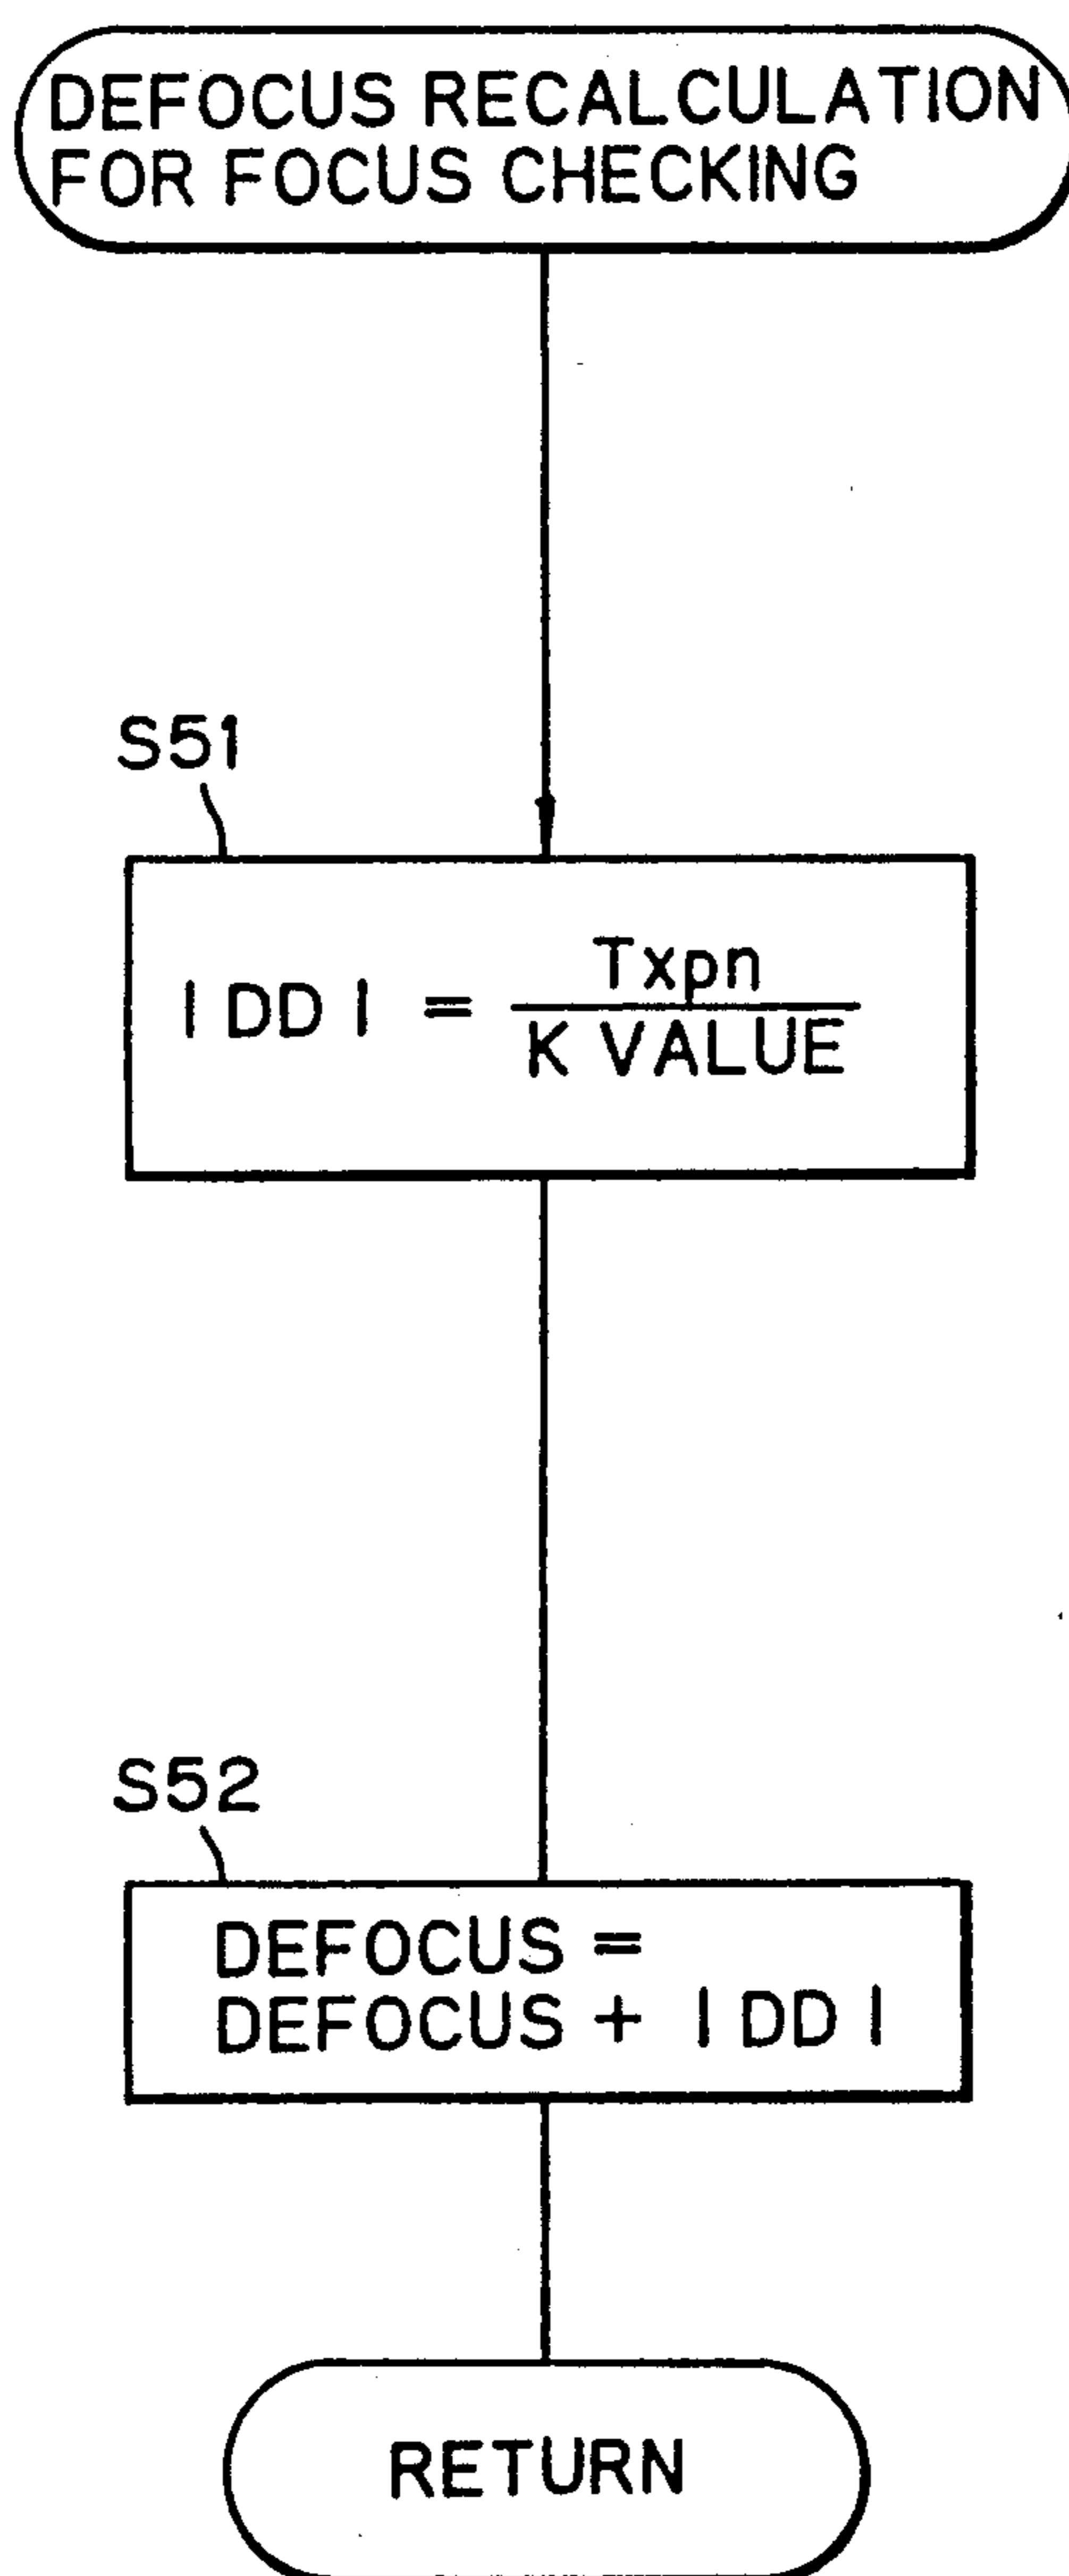 DEFOCUS RECALCULATION
FOR FOCUS CHECKING
S51
| DD | = Txpn
K VALUE
S52
DEFOCUS =
DEFOCUS + | DD |
RETURN